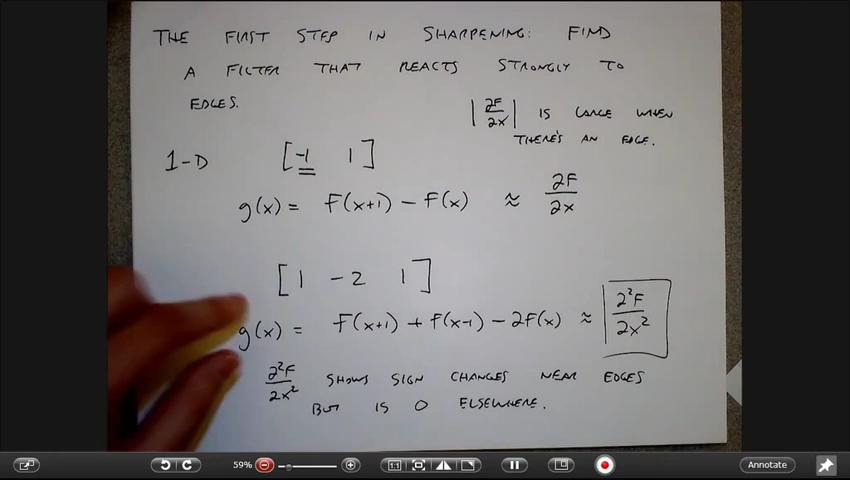 THE FIRST STEP IN SHARPENING: FIND
A FILTER THAT REACTS STRONGLY TO
EDGES.
|∂F/∂x| IS LARGE WHEN
THERE'S AN EDGE.
1-D [-1 1]
g(x) = F(x+1) - F(x) ≈ ∂F/∂x
[1 -2 1]
g(x) = F(x+1) + F(x-1) - 2F(x) ≈ ∂²F/∂x²
∂²F/∂x² SHOWS SIGN CHANGES NEAR EDGES
BUT IS 0 ELSEWHERE.
59% 1:1 Annotate